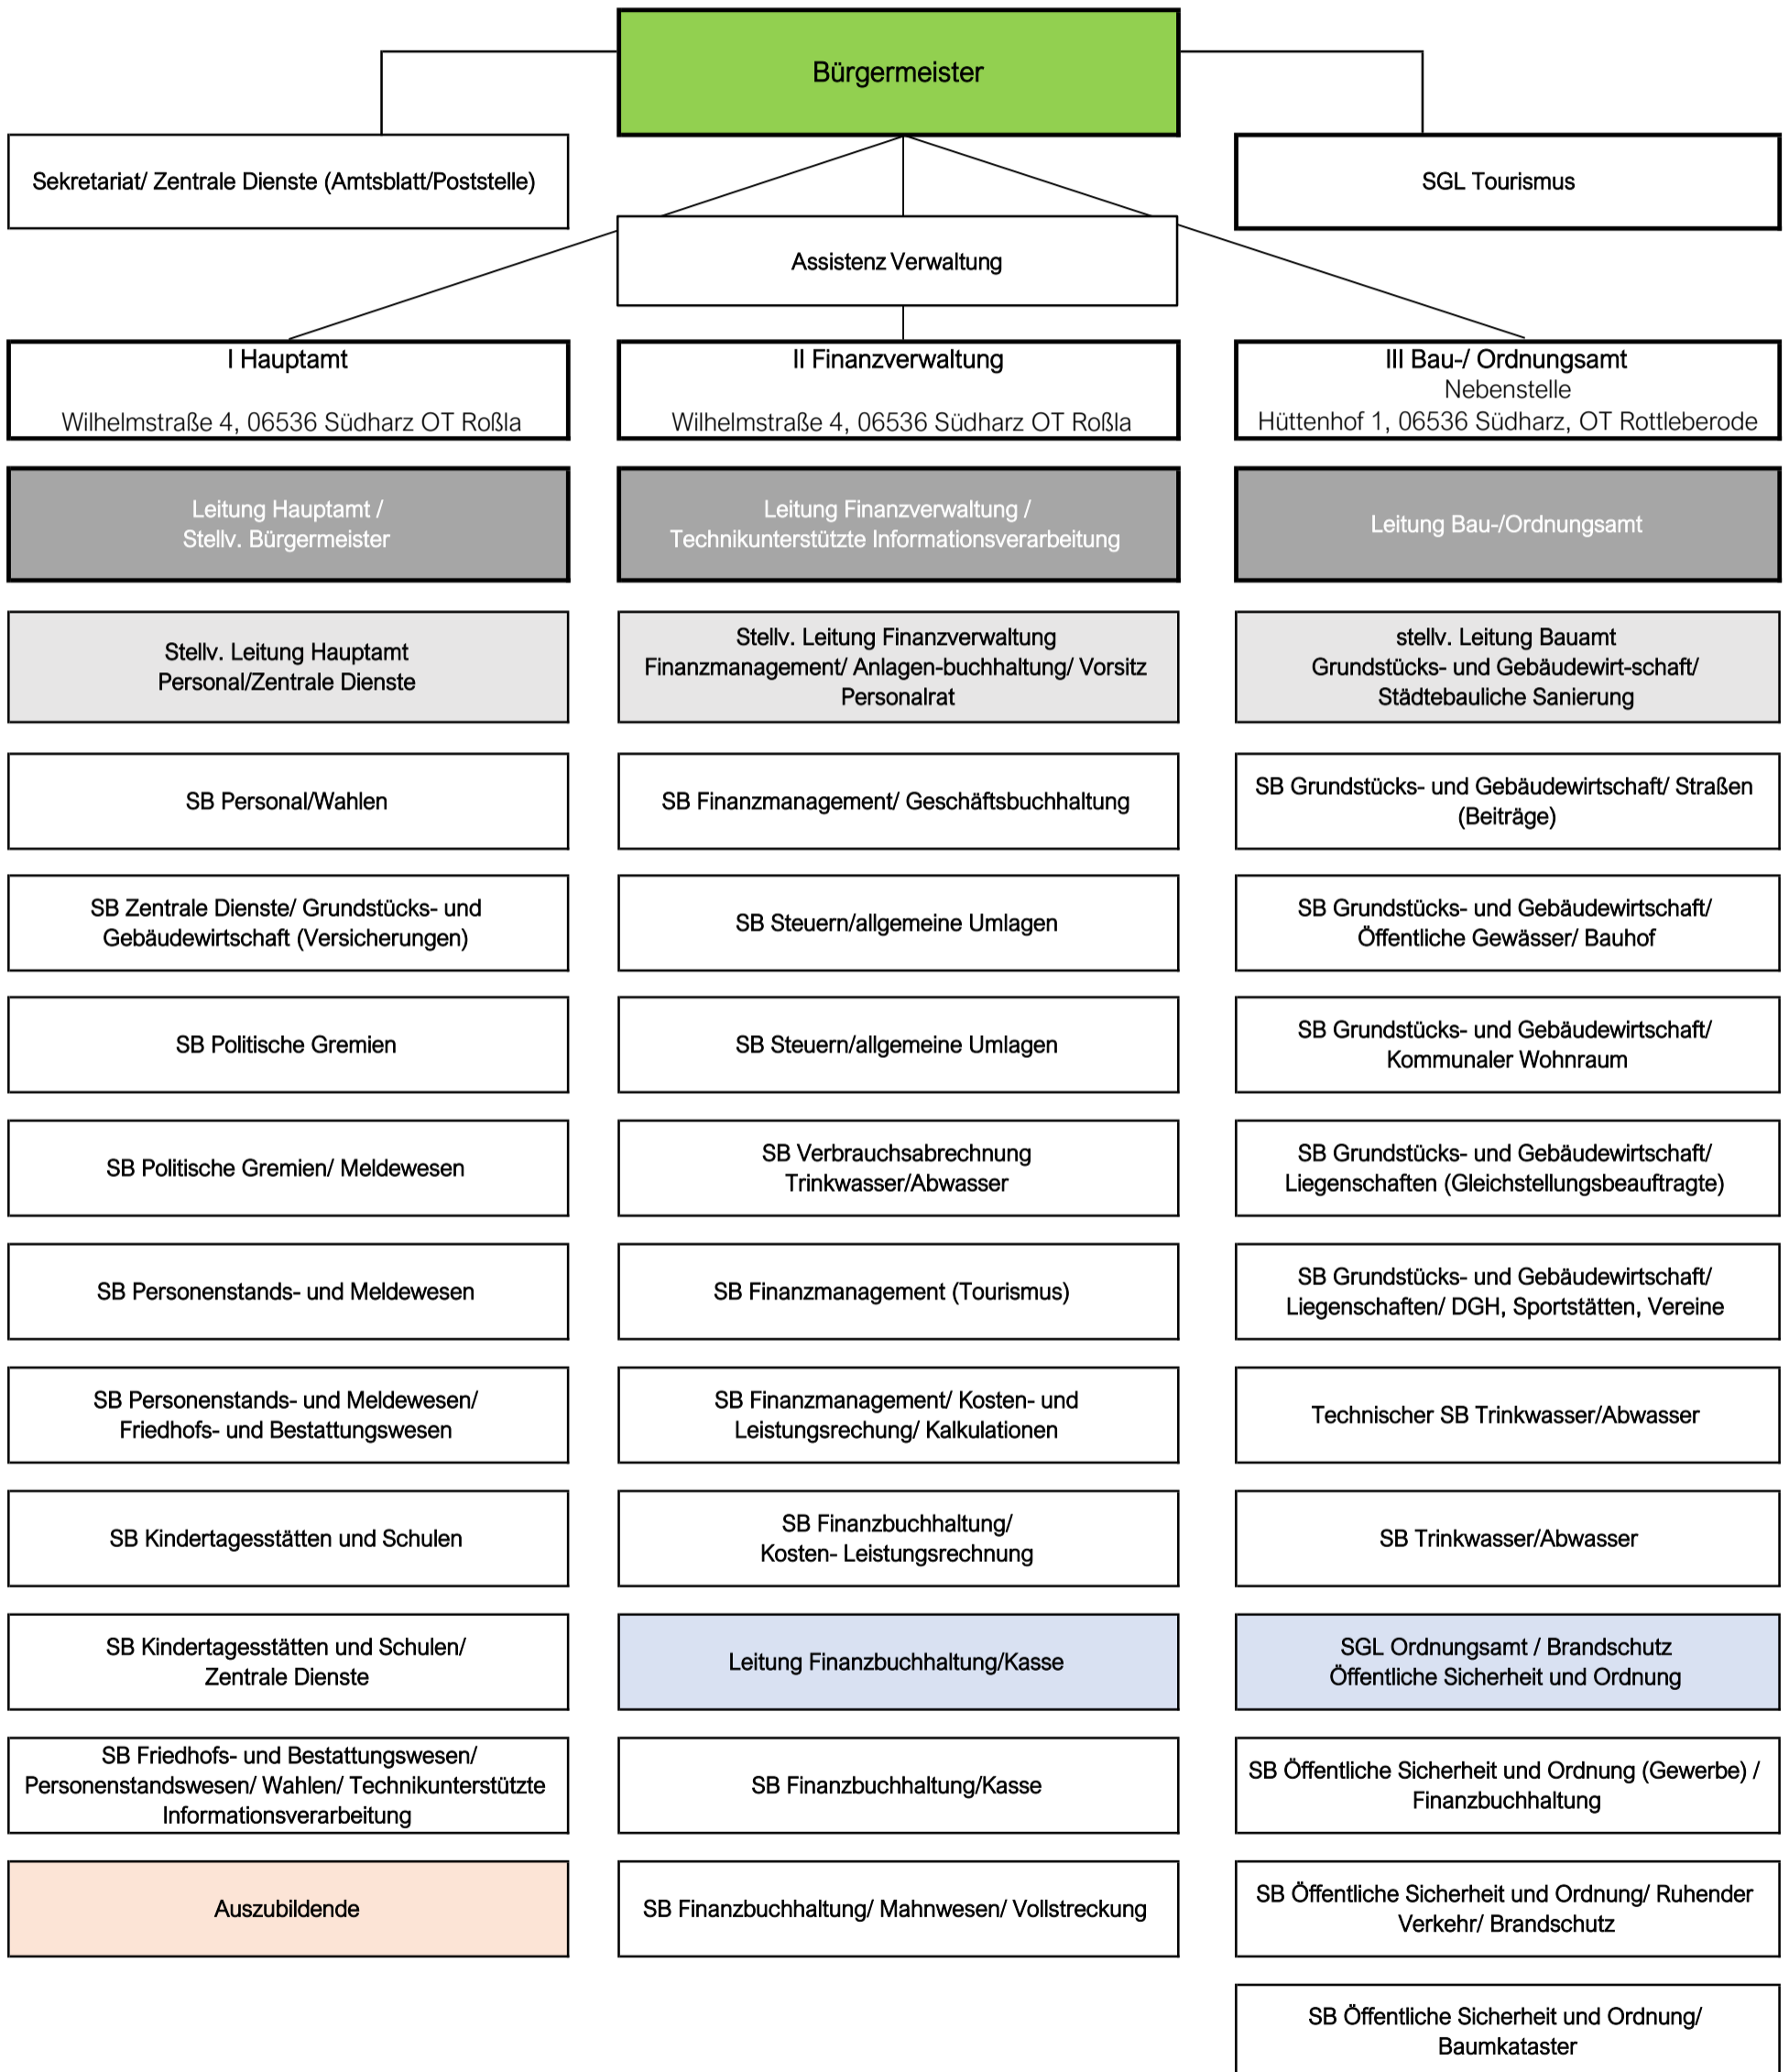 Bürgermeister
Sekretariat/ Zentrale Dienste (Amtsblatt/Poststelle)
SGL Tourismus
Assistenz Verwaltung
I Hauptamt
Wilhelmstraße 4, 06536 Südharz OT Roßla
II Finanzverwaltung
Wilhelmstraße 4, 06536 Südharz OT Roßla
III Bau-/ Ordnungsamt
Nebenstelle
Hüttenhof 1, 06536 Südharz, OT Rottleberode
Leitung Hauptamt /
Stellv. Bürgermeister
Leitung Finanzverwaltung /
Technikunterstützte Informationsverarbeitung
Leitung Bau-/Ordnungsamt
Stellv. Leitung Hauptamt
Personal/Zentrale Dienste
Stellv. Leitung Finanzverwaltung
Finanzmanagement/ Anlagen-buchhaltung/ Vorsitz
Personalrat
stellv. Leitung Bauamt
Grundstücks- und Gebäudewirt-schaft/
Städtebauliche Sanierung
SB Personal/Wahlen
SB Finanzmanagement/ Geschäftsbuchhaltung
SB Grundstücks- und Gebäudewirtschaft/ Straßen
(Beiträge)
SB Zentrale Dienste/ Grundstücks- und
Gebäudewirtschaft (Versicherungen)
SB Steuern/allgemeine Umlagen
SB Grundstücks- und Gebäudewirtschaft/
Öffentliche Gewässer/ Bauhof
SB Politische Gremien
SB Steuern/allgemeine Umlagen
SB Grundstücks- und Gebäudewirtschaft/
Kommunaler Wohnraum
SB Politische Gremien/ Meldewesen
SB Verbrauchsabrechnung
Trinkwasser/Abwasser
SB Grundstücks- und Gebäudewirtschaft/
Liegenschaften (Gleichstellungsbeauftragte)
SB Personenstands- und Meldewesen
SB Finanzmanagement (Tourismus)
SB Grundstücks- und Gebäudewirtschaft/
Liegenschaften/ DGH, Sportstätten, Vereine
SB Personenstands- und Meldewesen/
Friedhofs- und Bestattungswesen
SB Finanzmanagement/ Kosten- und
Leistungsrechung/ Kalkulationen
Technischer SB Trinkwasser/Abwasser
SB Kindertagesstätten und Schulen
SB Finanzbuchhaltung/
Kosten- Leistungsrechnung
SB Trinkwasser/Abwasser
SB Kindertagesstätten und Schulen/
Zentrale Dienste
Leitung Finanzbuchhaltung/Kasse
SGL Ordnungsamt / Brandschutz
Öffentliche Sicherheit und Ordnung
SB Friedhofs- und Bestattungswesen/
Personenstandswesen/ Wahlen/ Technikunterstützte
Informationsverarbeitung
SB Finanzbuchhaltung/Kasse
SB Öffentliche Sicherheit und Ordnung (Gewerbe) /
Finanzbuchhaltung
Auszubildende
SB Finanzbuchhaltung/ Mahnwesen/ Vollstreckung
SB Öffentliche Sicherheit und Ordnung/ Ruhender
Verkehr/ Brandschutz
SB Öffentliche Sicherheit und Ordnung/
Baumkataster